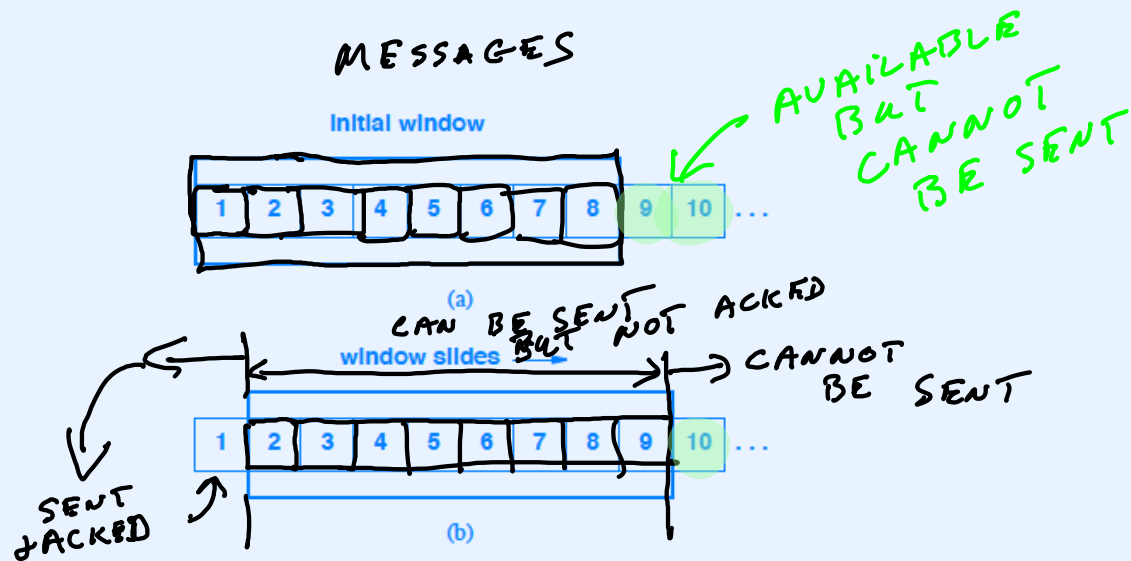 MESSAGES
AVAILABLE
BUT
CANNOT
BE SENT
Initial window
1 2 3 4 5 6 7 8 9 10 ...
(a)
CAN BE SENT NOT ACKED
BUT
window slides
CANNOT
BE SENT
1 2 3 4 5 6 7 8 9 10 ...
SENT
& ACKED
(b)